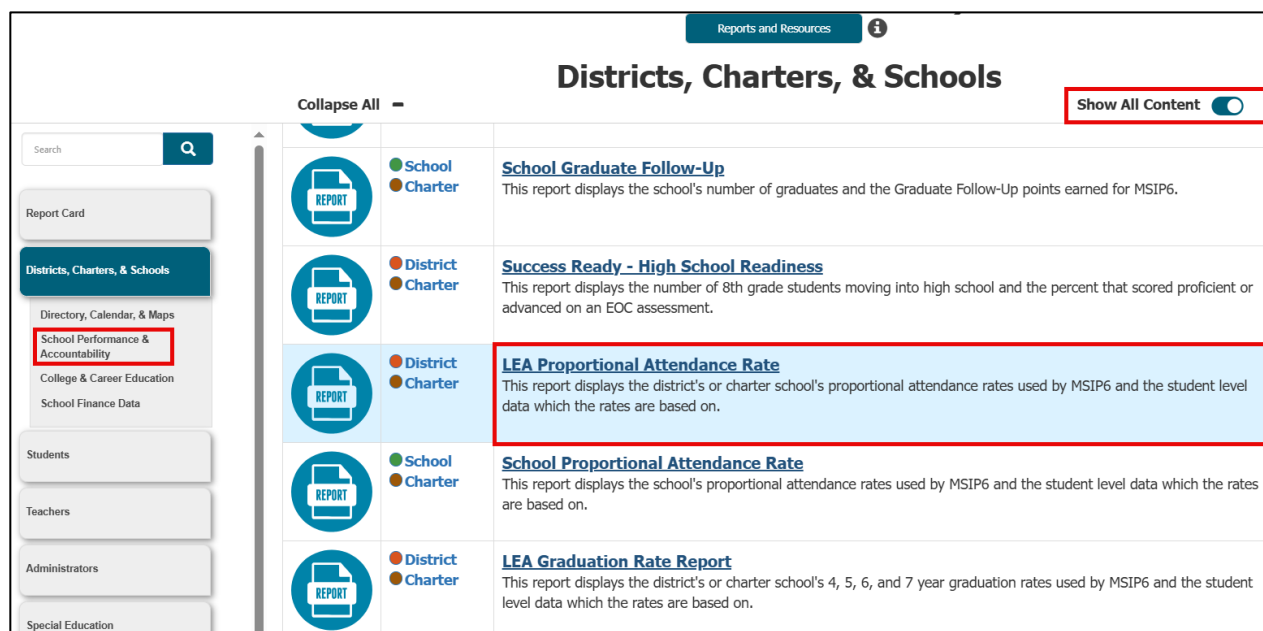 Reports and Resources
Districts, Charters, & Schools
Collapse All
Show All Content
Search
Report Card
Districts, Charters, & Schools
Directory, Calendar, & Maps
School Performance &
Accountability
College & Career Education
School Finance Data
Students
Teachers
Administrators
Special Education
REPORT
School
Charter
School Graduate Follow-Up
This report displays the school's number of graduates and the Graduate Follow-Up points earned for MSIP6.
REPORT
District
Charter
Success Ready - High School Readiness
This report displays the number of 8th grade students moving into high school and the percent that scored proficient or
advanced on an EOC assessment.
REPORT
District
Charter
LEA Proportional Attendance Rate
This report displays the district's or charter school's proportional attendance rates used by MSIP6 and the student level
data which the rates are based on.
REPORT
School
Charter
School Proportional Attendance Rate
This report displays the school's proportional attendance rates used by MSIP6 and the student level data which the rates
are based on.
REPORT
District
Charter
LEA Graduation Rate Report
This report displays the district's or charter school's 4, 5, 6, and 7 year graduation rates used by MSIP6 and the student
level data which the rates are based on.